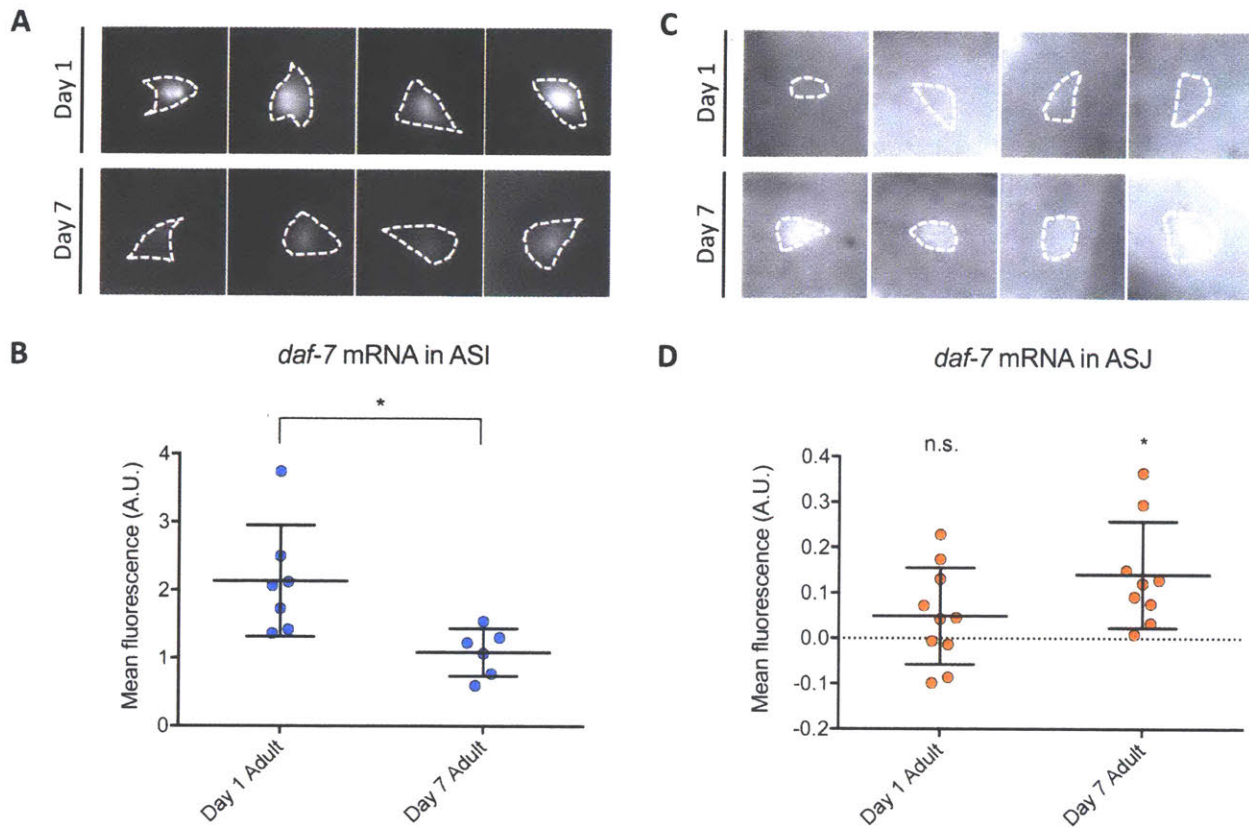 A
Day 1
Day 7
B
daf-7 mRNA in ASI
*
Mean fluorescence (A.U.)
4
3
2
1
0
Day 1 Adult
Day 7 Adult
C
Day 1
Day 7
D
daf-7 mRNA in ASJ
n.s.
*
Mean fluorescence (A.U.)
0.4
0.3
0.2
0.1
0.0
-0.1
-0.2
Day 1 Adult
Day 7 Adult